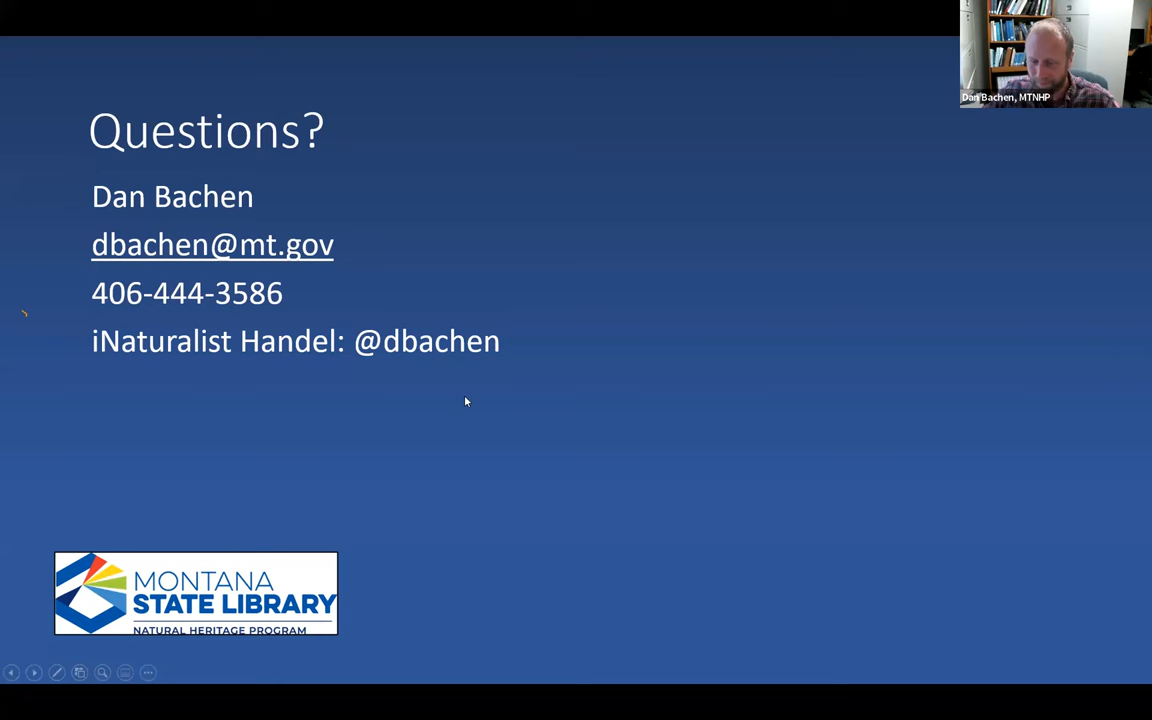 Dan Bachen, MTNHP
Questions?
Dan Bachen
dbachen@mt.gov
406-444-3586
iNaturalist Handel: @dbachen
MONTANA
STATE LIBRARY
NATURAL HERITAGE PROGRAM